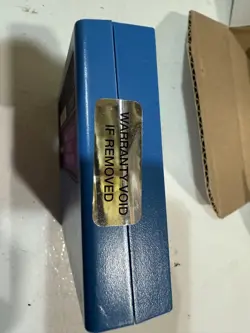 WARRANTY VOID
IF REMOVED